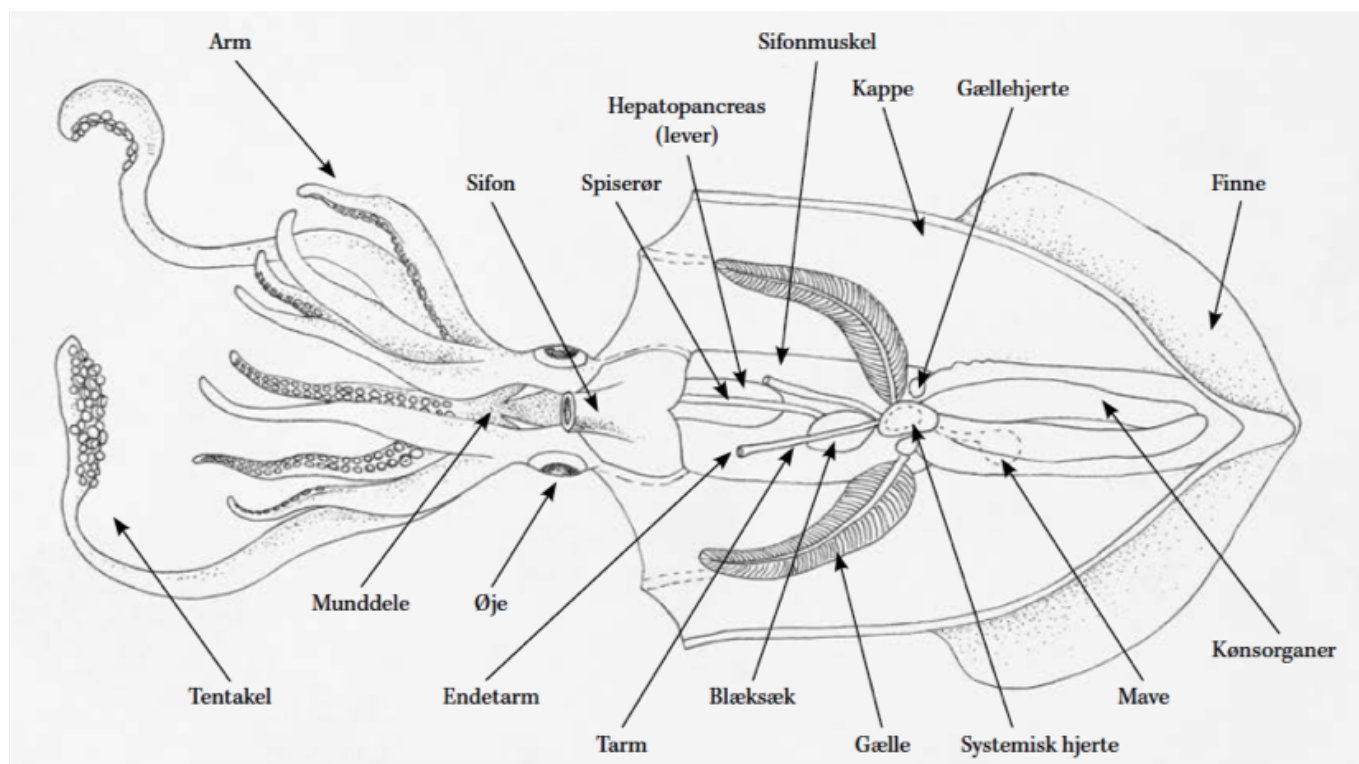 Arm
Sifonmuskel
Kappe
Gællehjerte
Hepatopancreas
(lever)
Sifon
Spiserør
Finne
Munddele
Øje
Kønsorganer
Tentakel
Endetarm
Blæksæk
Mave
Tarm
Gælle
Systemisk hjerte